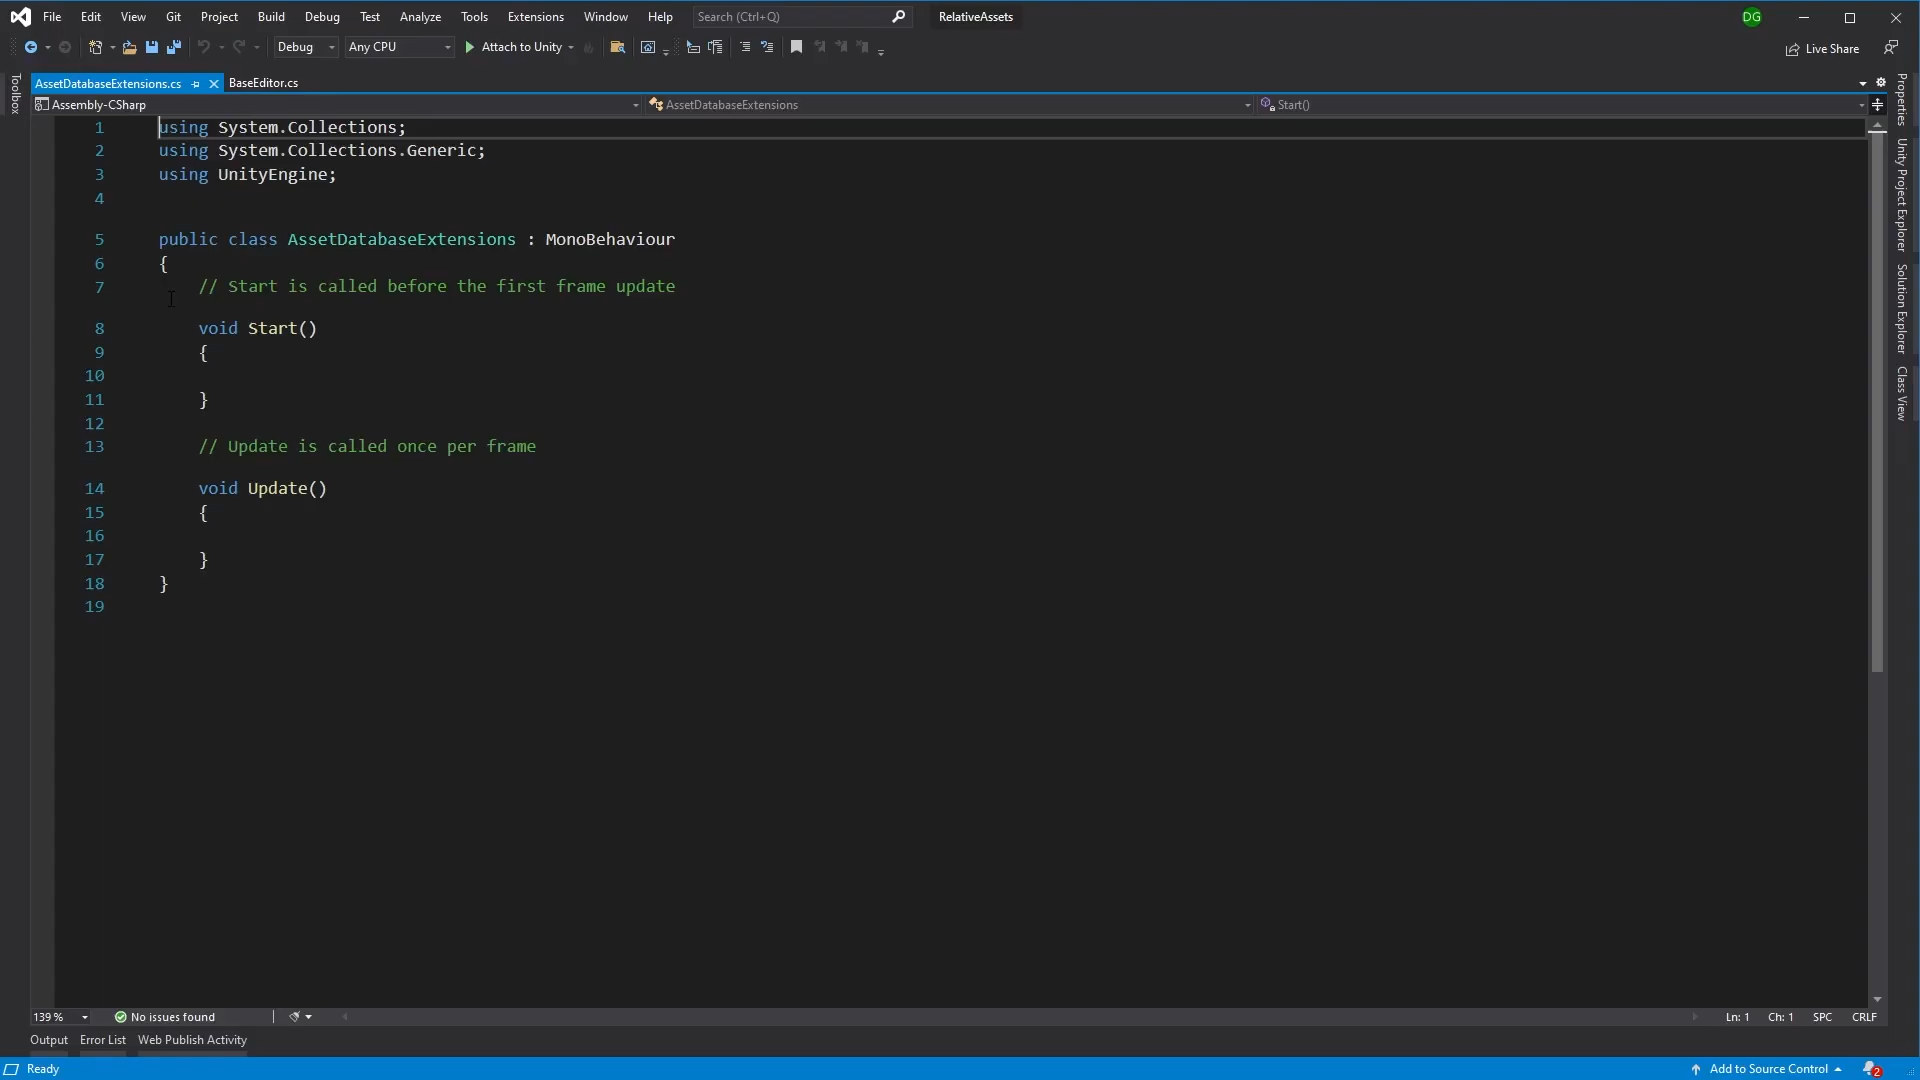 File Edit View Git Project Build Debug Test Analyze Tools Extensions Window Help Search (Ctrl+Q) RelativeAssets DG
Debug Any CPU Attach to Unity Live Share
AssetDatabaseExtensions.cs BaseEditor.cs
Assembly-CSharp AssetDatabaseExtensions Start()
Toolbox
Properties
Unity Project Explorer
Solution Explorer
Class View
1 using System.Collections;
2 using System.Collections.Generic;
3 using UnityEngine;
4
5 public class AssetDatabaseExtensions : MonoBehaviour
6 {
7 // Start is called before the first frame update
8 void Start()
9 {
10
11 }
12
13 // Update is called once per frame
14 void Update()
15 {
16
17 }
18 }
19
139 % No issues found Ln: 1 Ch: 1 SPC CRLF
Output Error List Web Publish Activity
Ready Add to Source Control 2